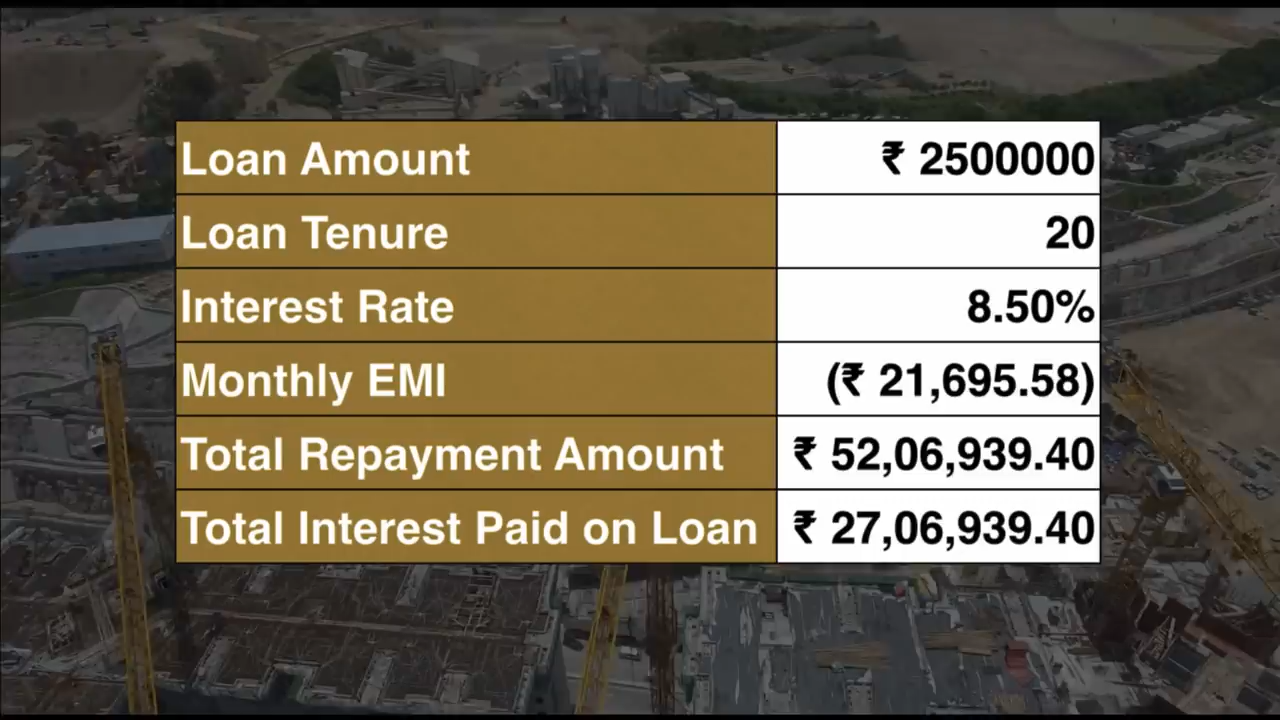 Loan Amount ₹ 2500000
Loan Tenure 20
Interest Rate 8.50%
Monthly EMI (₹ 21,695.58)
Total Repayment Amount ₹ 52,06,939.40
Total Interest Paid on Loan ₹ 27,06,939.40